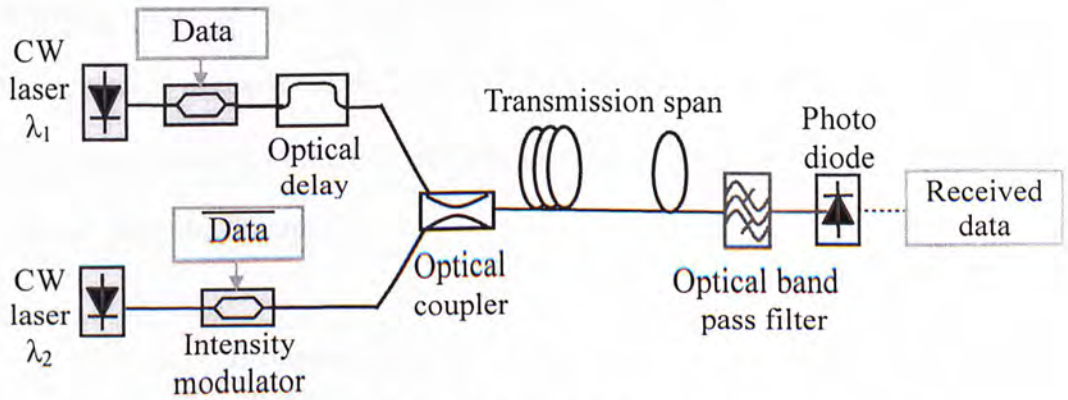 Data
CW
laser
λ₁
Optical
delay
Transmission span
Photo
diode
Received
data
Data
CW
laser
λ₂
Intensity
modulator
Optical
coupler
Optical band
pass filter